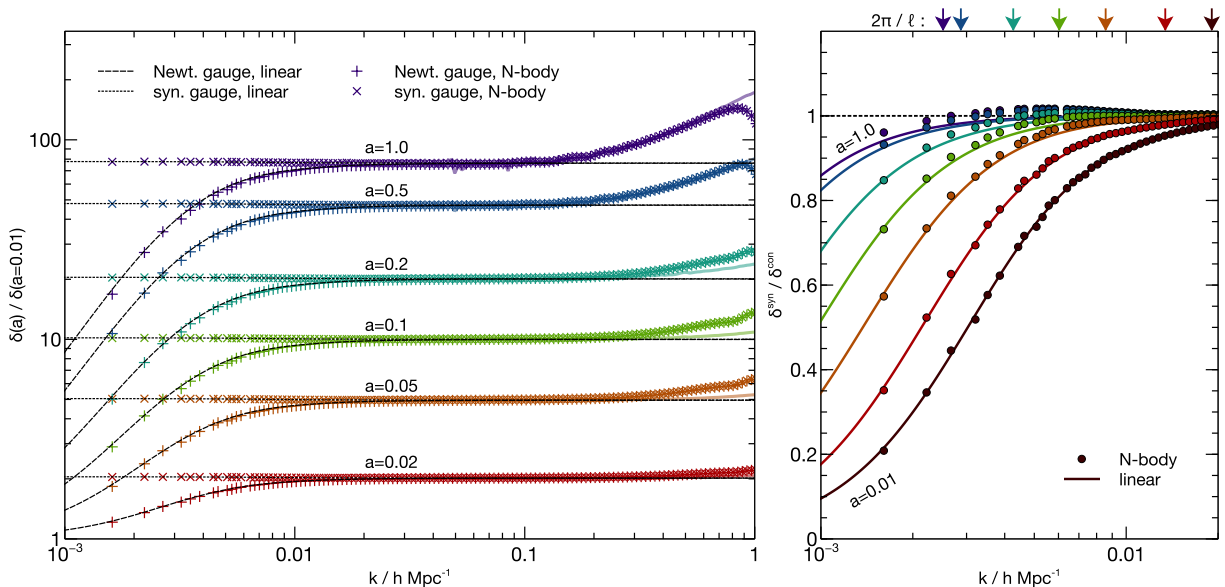 2π / ℓ :
Newt. gauge, linear
Newt. gauge, N-body
syn. gauge, linear
syn. gauge, N-body
δ(a) / δ(a=0.01)
100
10
1
a=1.0
a=0.5
a=0.2
a=0.1
a=0.05
a=0.02
10⁻³
0.01
0.1
1
k / h Mpc⁻¹
δˢʸⁿ / δᶜᵒⁿ
1
0.8
0.6
0.4
0.2
0
a=1.0
a=0.01
N-body
linear
10⁻³
0.01
k / h Mpc⁻¹